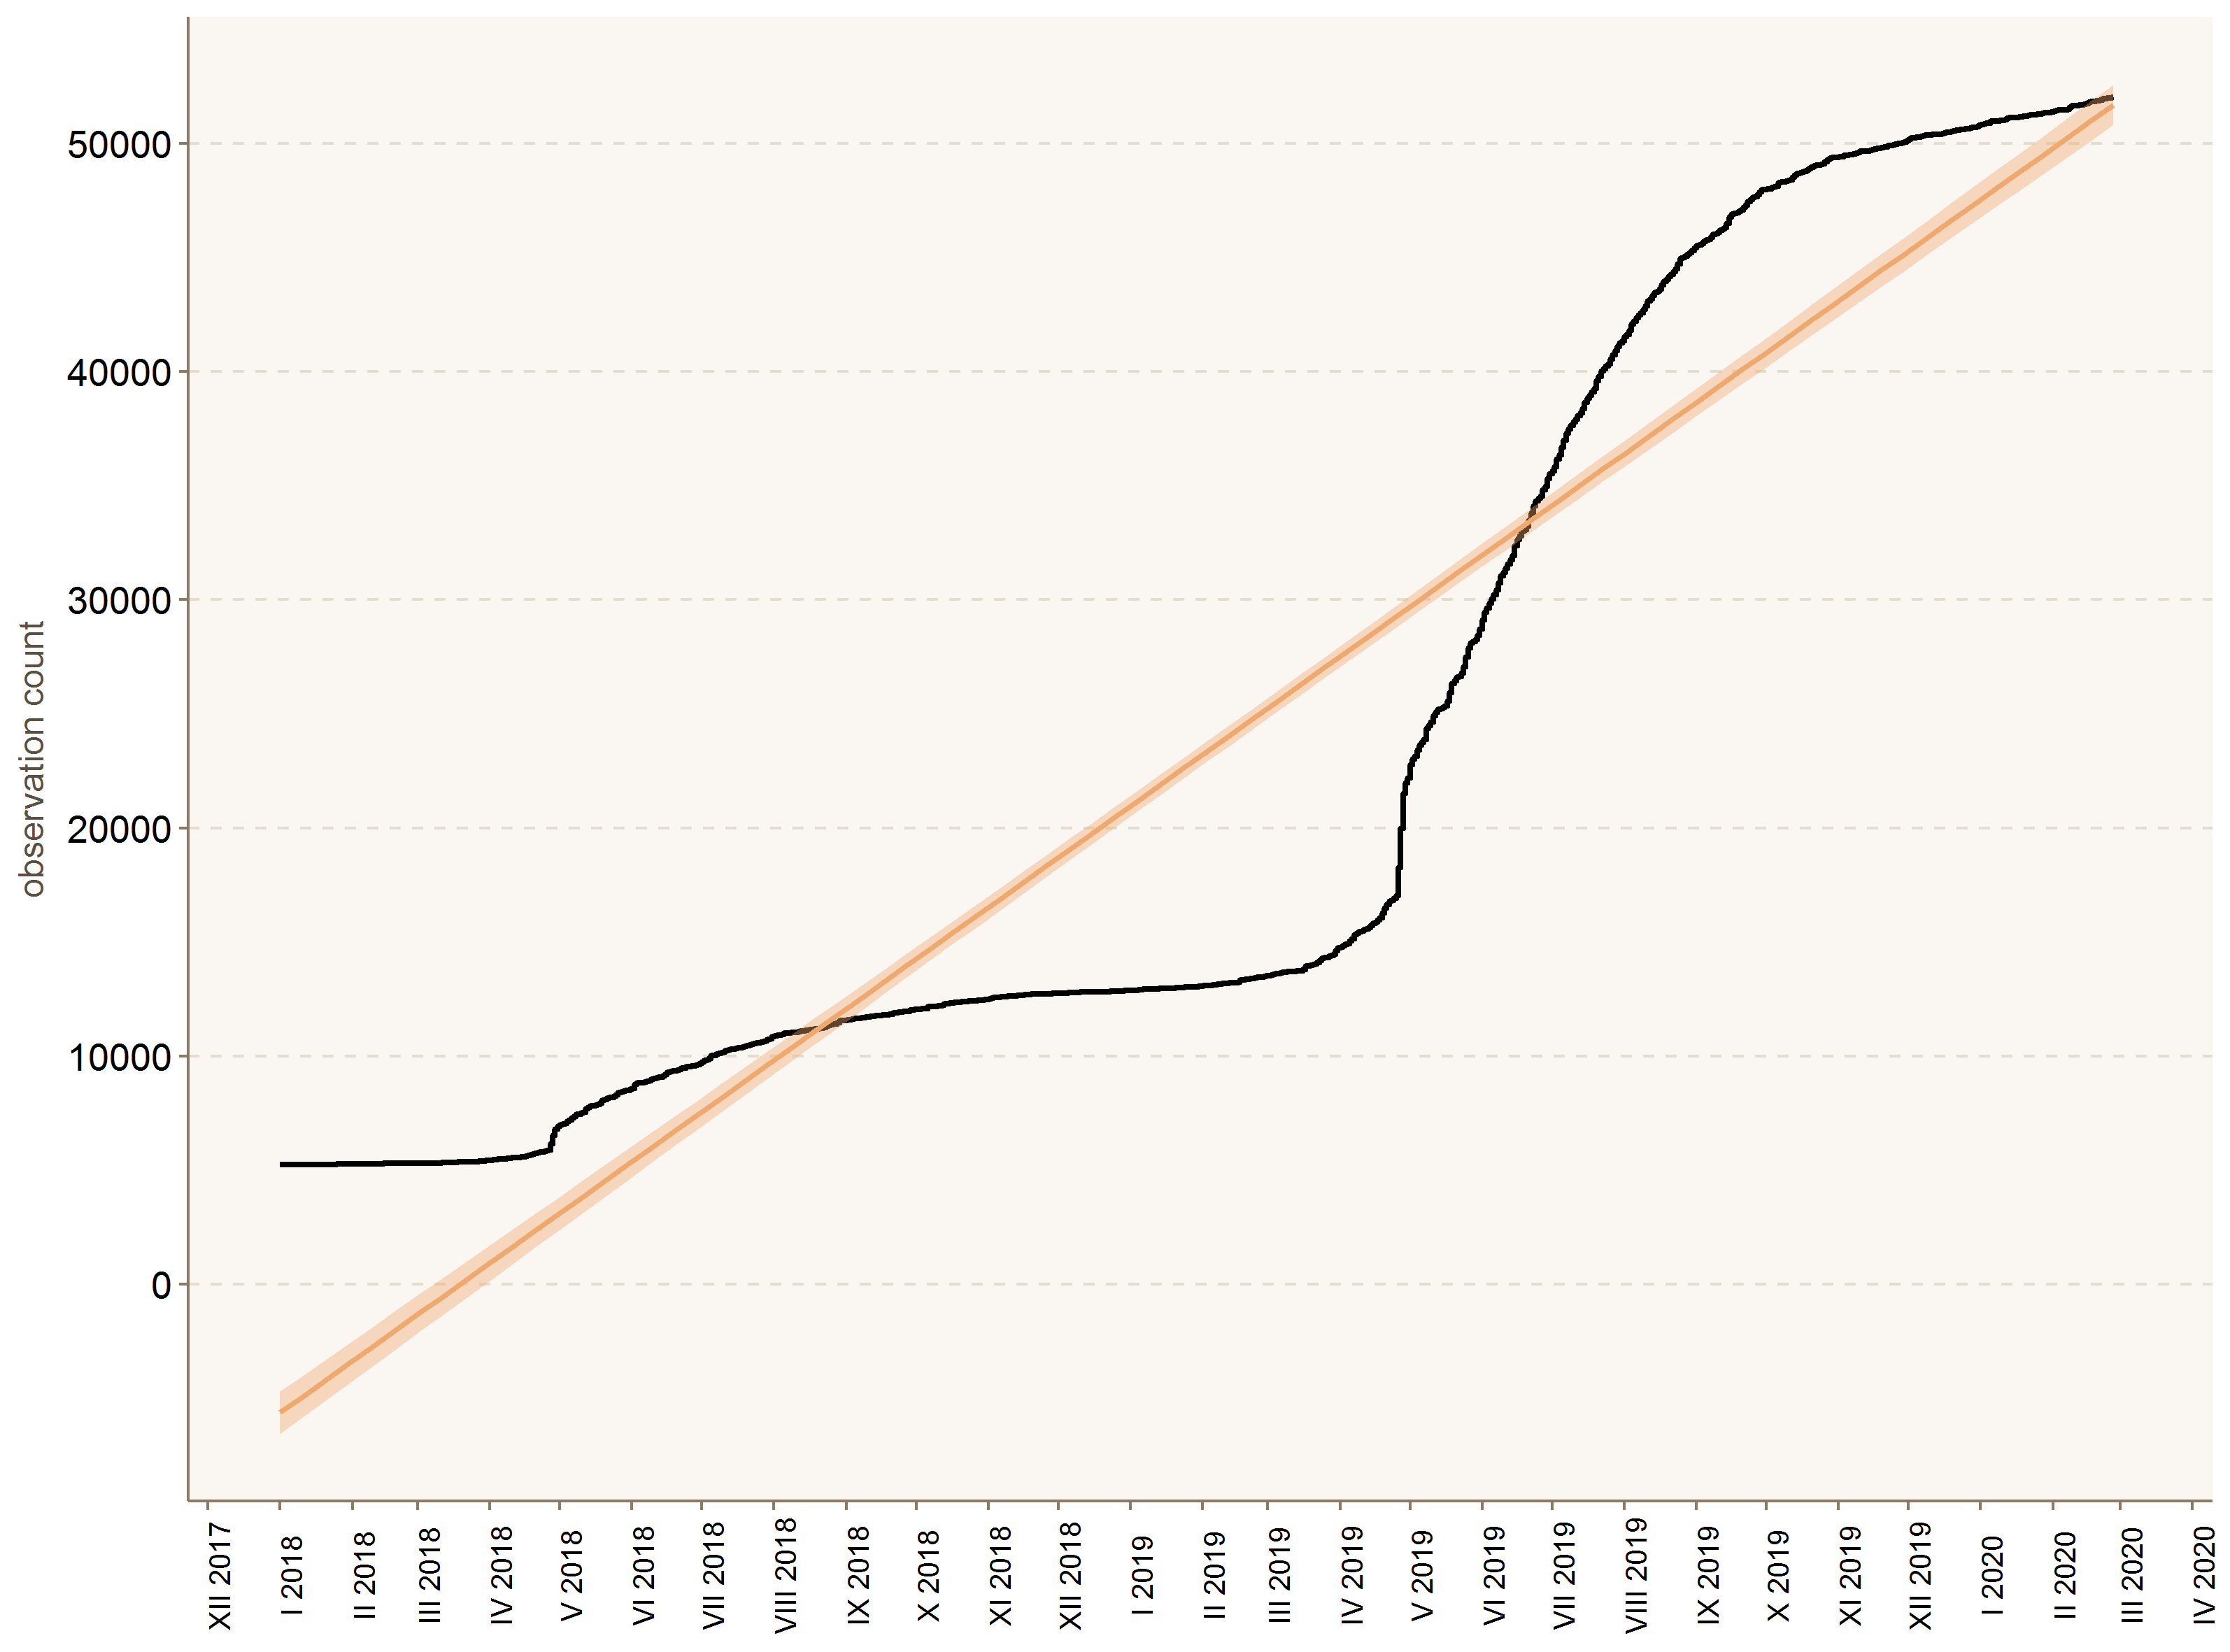 observation count
50000
40000
30000
20000
10000
0
XII 2017
I 2018
II 2018
III 2018
IV 2018
V 2018
VI 2018
VII 2018
VIII 2018
IX 2018
X 2018
XI 2018
XII 2018
I 2019
II 2019
III 2019
IV 2019
V 2019
VI 2019
VII 2019
VIII 2019
IX 2019
X 2019
XI 2019
XII 2019
I 2020
II 2020
III 2020
IV 2020